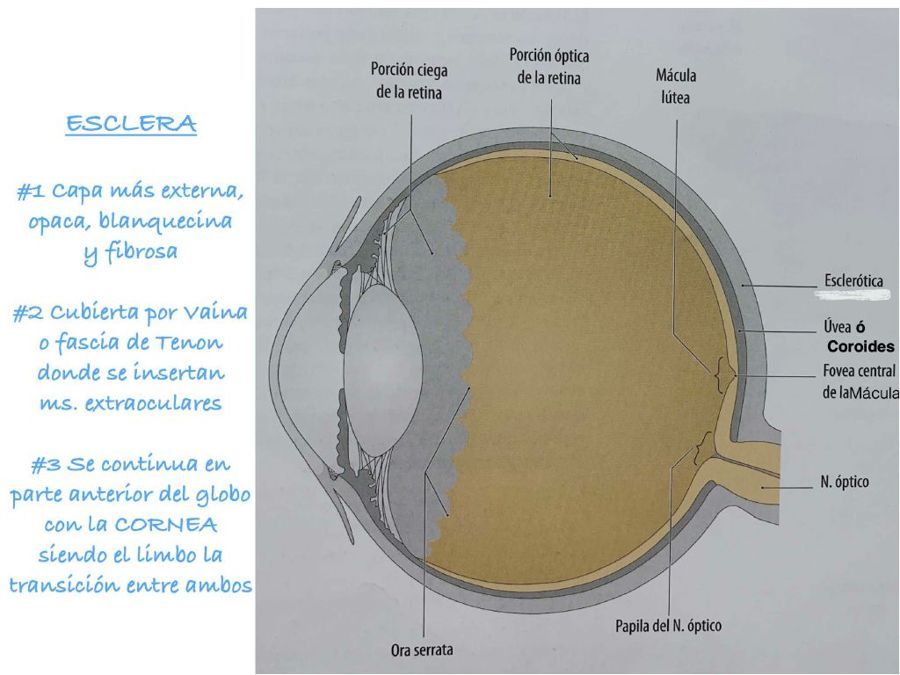 ESCLERA
#1 Capa más externa,
opaca, blanquecina
y fibrosa
#2 Cubierta por Vaina
o fascia de Tenon
donde se insertan
ms. extraoculares
#3 Se continua en
parte anterior del globo
con la CORNEA
siendo el limbo la
transición entre ambos
Porción ciega
de la retina
Porción óptica
de la retina
Mácula
lútea
Esclerótica
Úvea ó
Coroides
Fovea central
de la Mácula
N. óptico
Papila del N. óptico
Ora serrata